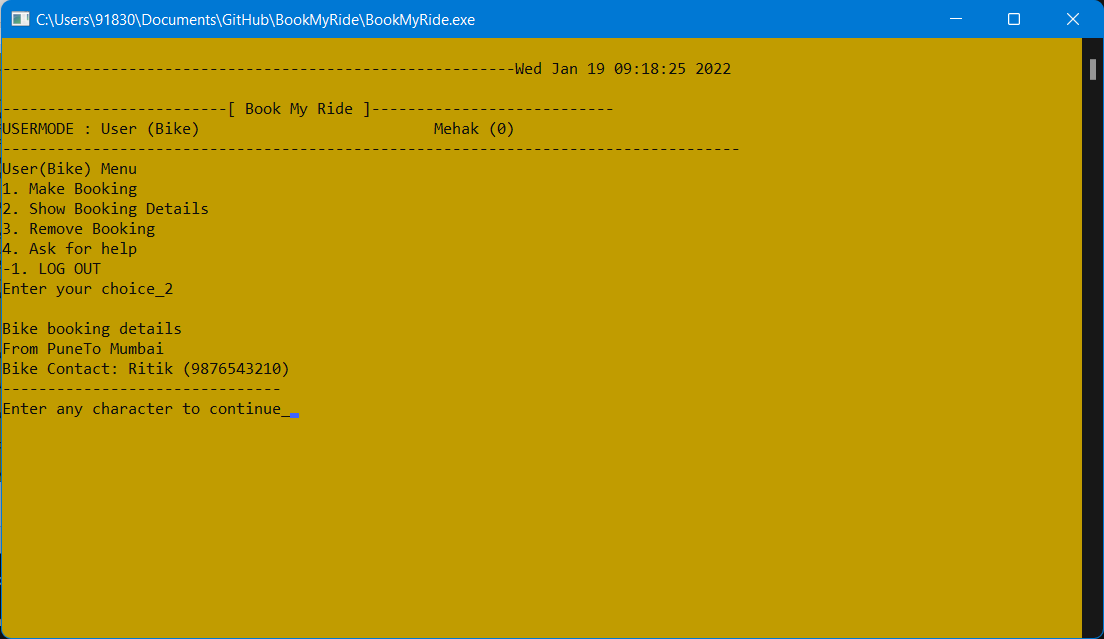 C:\Users\91830\Documents\GitHub\BookMyRide\BookMyRide.exe
---------------------------------------------------------Wed Jan 19 09:18:25 2022
-------------------------[ Book My Ride ]---------------------------
USERMODE : User (Bike)                          Mehak (0)
----------------------------------------------------------------------------------
User(Bike) Menu
1. Make Booking
2. Show Booking Details
3. Remove Booking
4. Ask for help
-1. LOG OUT
Enter your choice_2
Bike booking details
From PuneTo Mumbai
Bike Contact: Ritik (9876543210)
-------------------------------
Enter any character to continue_